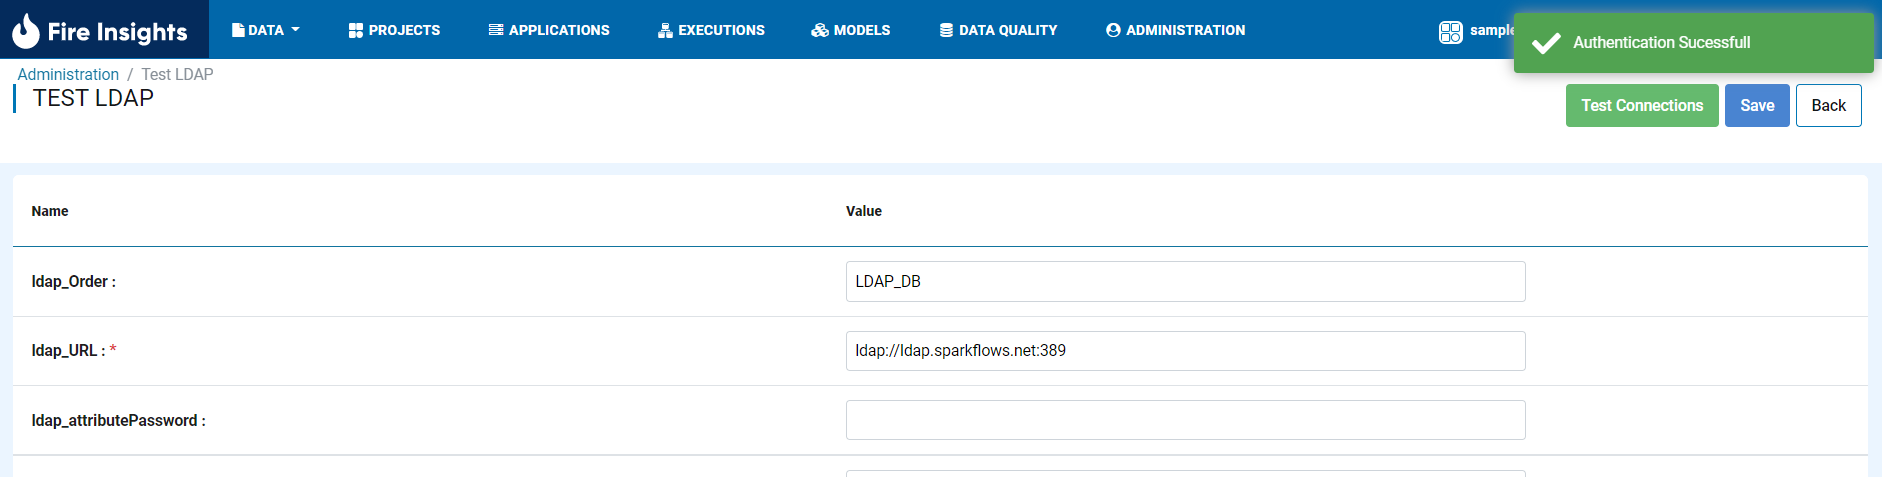 Fire Insights
DATA
PROJECTS
APPLICATIONS
EXECUTIONS
MODELS
DATA QUALITY
ADMINISTRATION
sample
Authentication Sucessfull
Administration / Test LDAP
TEST LDAP
Test Connections
Save
Back
Name
Value
ldap_Order :
LDAP_DB
ldap_URL : *
ldap://ldap.sparkflows.net:389
ldap_attributePassword :